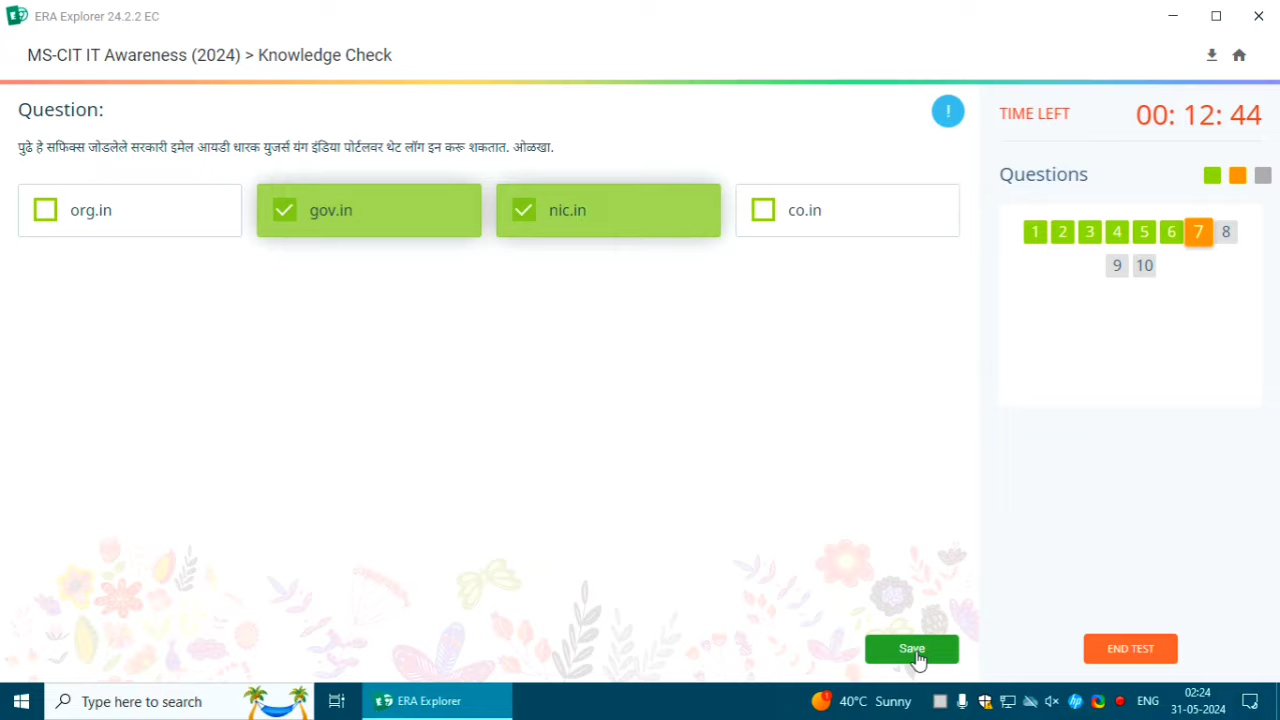 ERA Explorer 24.2.2 EC
MS-CIT IT Awareness (2024) > Knowledge Check
Question:
!
TIME LEFT
00: 12: 44
पुढे हे सफिक्स जोडलेले सरकारी इमेल आयडी धारक युजर्स यंग इंडिया पोर्टलवर थेट लॉग इन करू शकतात. ओळखा.
Questions
org.in
gov.in
nic.in
co.in
1 2 3 4 5 6 7 8
9 10
Save
END TEST
Type here to search
ERA Explorer
40°C Sunny
ENG
02:24
31-05-2024